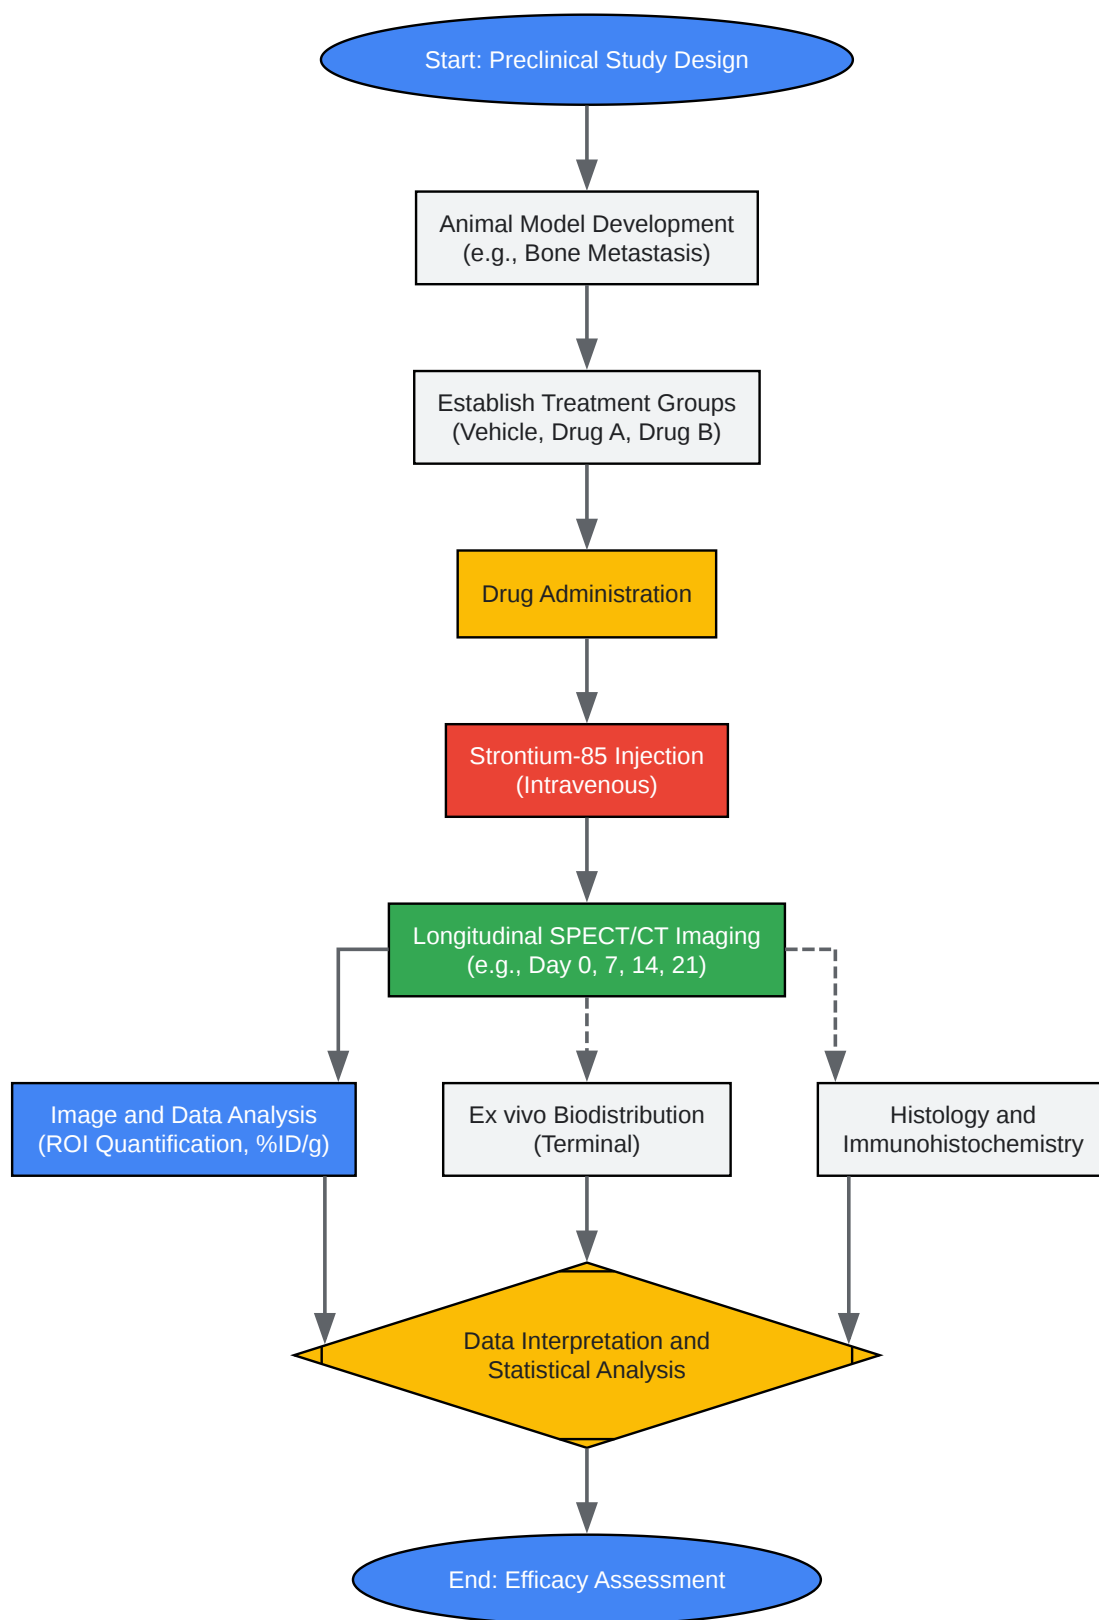 Start: Preclinical Study Design
Animal Model Development
(e.g., Bone Metastasis)
Establish Treatment Groups
(Vehicle, Drug A, Drug B)
Drug Administration
Strontium-85 Injection
(Intravenous)
Longitudinal SPECT/CT Imaging
(e.g., Day 0, 7, 14, 21)
Image and Data Analysis
(ROI Quantification, %ID/g)
Ex vivo Biodistribution
(Terminal)
Histology and
Immunohistochemistry
Data Interpretation and
Statistical Analysis
End: Efficacy Assessment